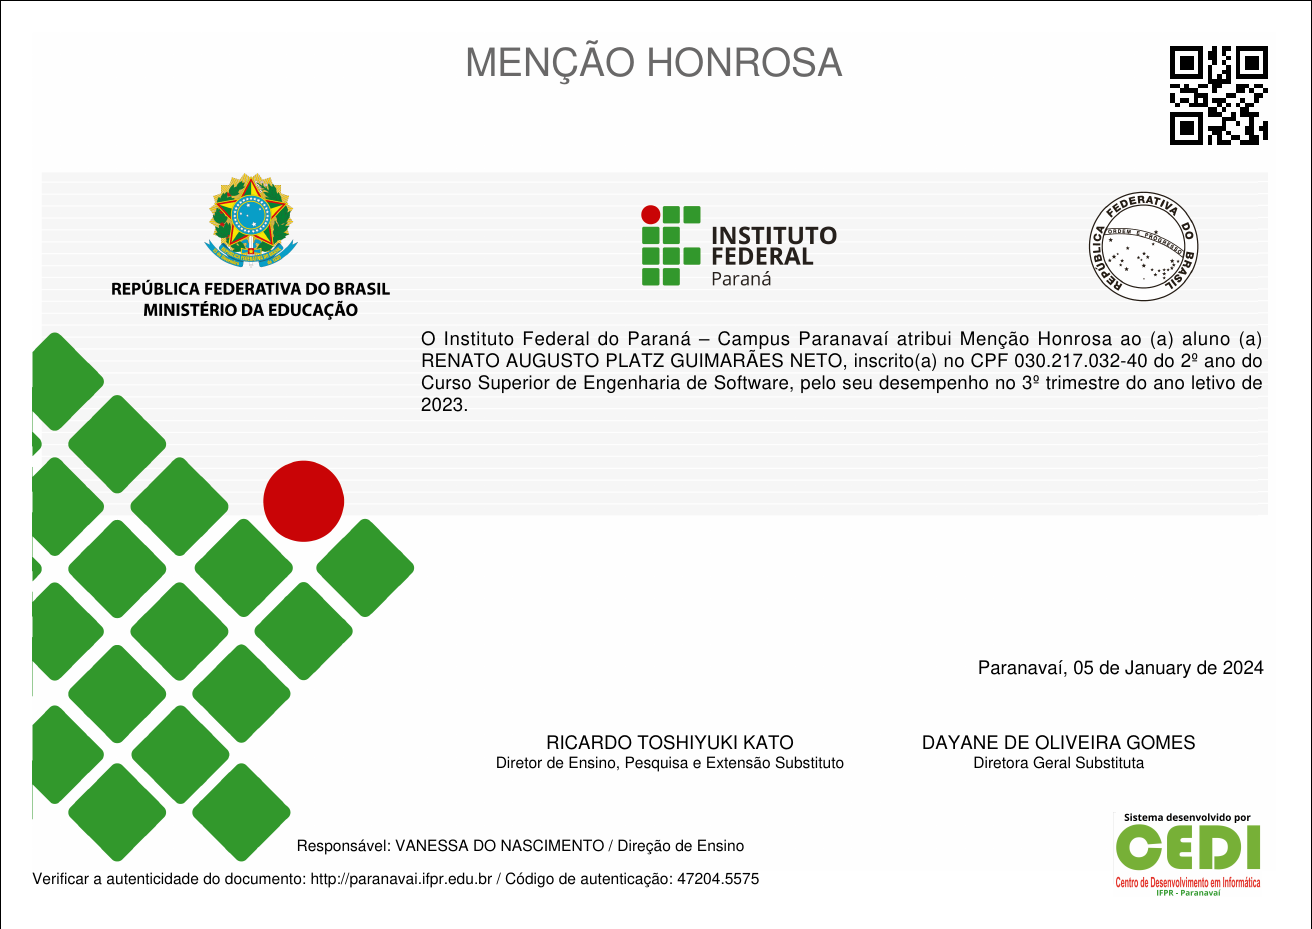 MENÇÃO HONROSA
REPÚBLICA FEDERATIVA DO BRASIL
MINISTÉRIO DA EDUCAÇÃO
INSTITUTO
FEDERAL
Paraná
REPÚBLICA FEDERATIVA DO BRASIL
ORDEM E PROGRESSO
O Instituto Federal do Paraná – Campus Paranavaí atribui Menção Honrosa ao (a) aluno (a)
RENATO AUGUSTO PLATZ GUIMARÃES NETO, inscrito(a) no CPF 030.217.032-40 do 2º ano do
Curso Superior de Engenharia de Software, pelo seu desempenho no 3º trimestre do ano letivo de
2023.
Paranavaí, 05 de January de 2024
RICARDO TOSHIYUKI KATO
Diretor de Ensino, Pesquisa e Extensão Substituto
DAYANE DE OLIVEIRA GOMES
Diretora Geral Substituta
Responsável: VANESSA DO NASCIMENTO / Direção de Ensino
Verificar a autenticidade do documento: http://paranavai.ifpr.edu.br / Código de autenticação: 47204.5575
Sistema desenvolvido por
CEDI
Centro de Desenvolvimento em Informática
IFPR - Paranavaí